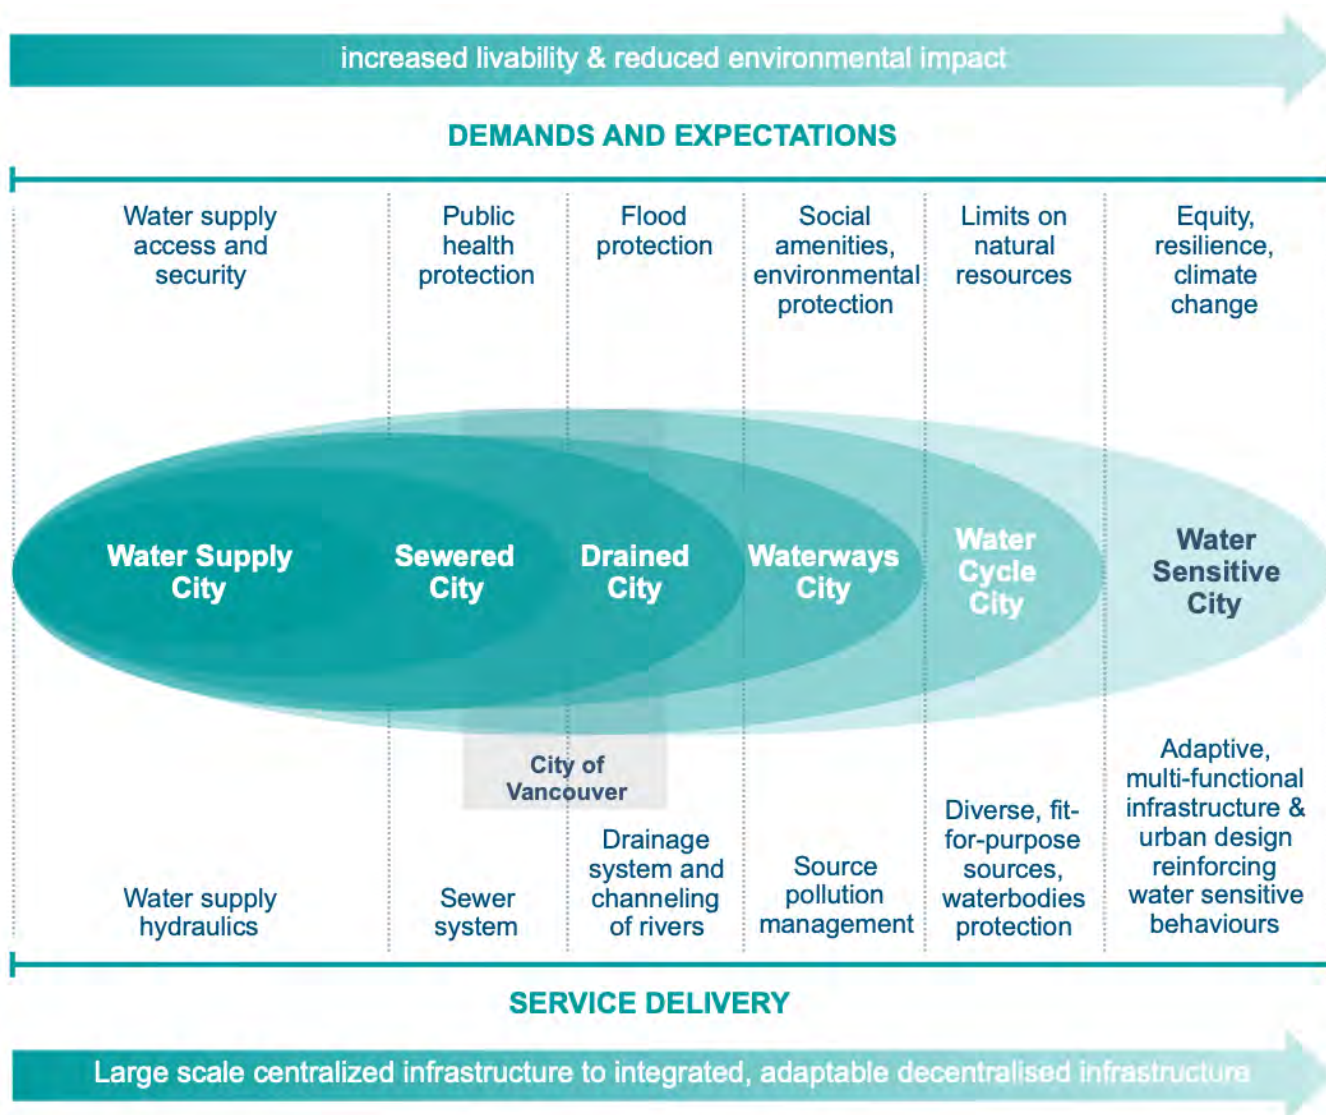 increased livability & reduced environmental impact
DEMANDS AND EXPECTATIONS
Water supply
access and
security
Public
health
protection
Flood
protection
Social
amenities,
environmental
protection
Limits on
natural
resources
Equity,
resilience,
climate
change
Water Supply
City
Sewered
City
Drained
City
Waterways
City
Water
Cycle
City
Water
Sensitive
City
City of
Vancouver
Water supply
hydraulics
Sewer
system
Drainage
system and
channeling
of rivers
Source
pollution
management
Diverse, fit-
for-purpose
sources,
waterbodies
protection
Adaptive,
multi-functional
infrastructure &
urban design
reinforcing
water sensitive
behaviours
SERVICE DELIVERY
Large scale centralized infrastructure to integrated, adaptable decentralised infrastructure